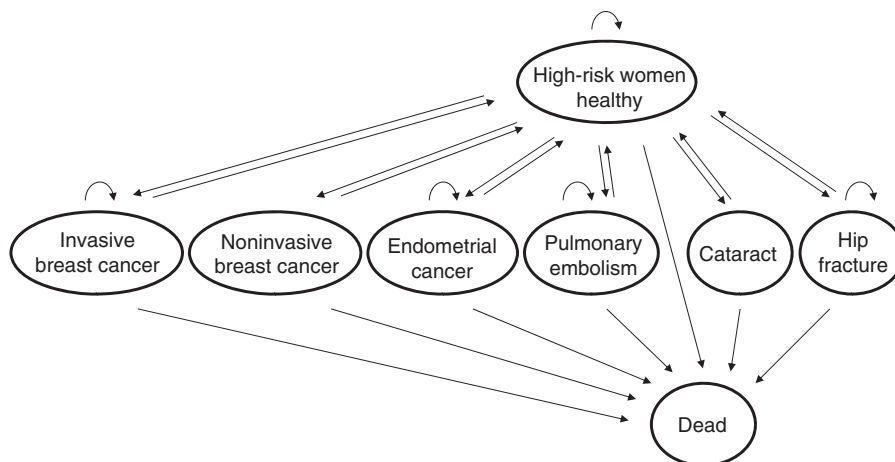 High-risk women
healthy
Invasive
breast cancer
Noninvasive
breast cancer
Endometrial
cancer
Pulmonary
embolism
Cataract
Hip
fracture
Dead